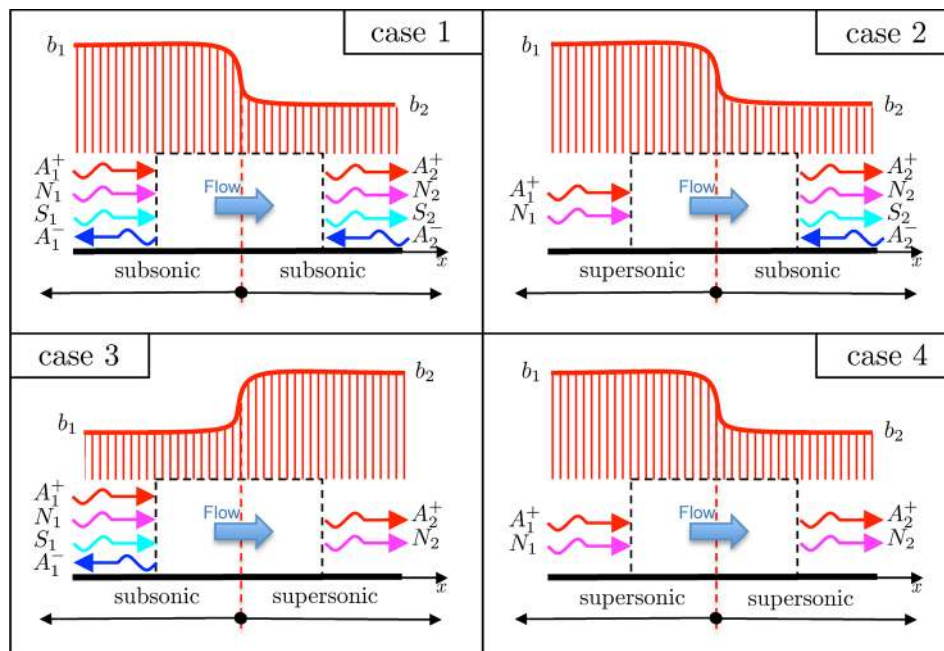 case 1
b₁
b₂
A₁⁺
N₁
S₁
A₁⁻
Flow
A₂⁺
N₂
S₂
A₂⁻
x
subsonic subsonic
case 2
b₁
b₂
A₁⁺
N₁
Flow
A₂⁺
N₂
S₂
A₂⁻
x
supersonic subsonic
case 3
b₂
b₁
A₁⁺
N₁
S₁
A₁⁻
Flow
A₂⁺
N₂
x
subsonic supersonic
case 4
b₁
b₂
A₁⁺
N₁
Flow
A₂⁺
N₂
x
supersonic supersonic